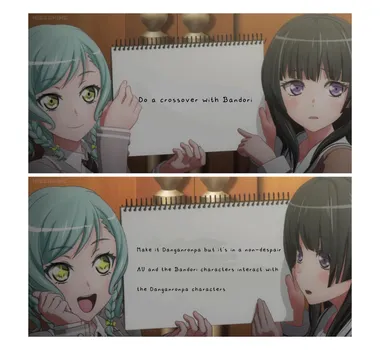 Do a crossover with Bandori
Make it Danganronpa but it's in a non-despair
AU and the Bandori characters interact with
the Danganronpa characters